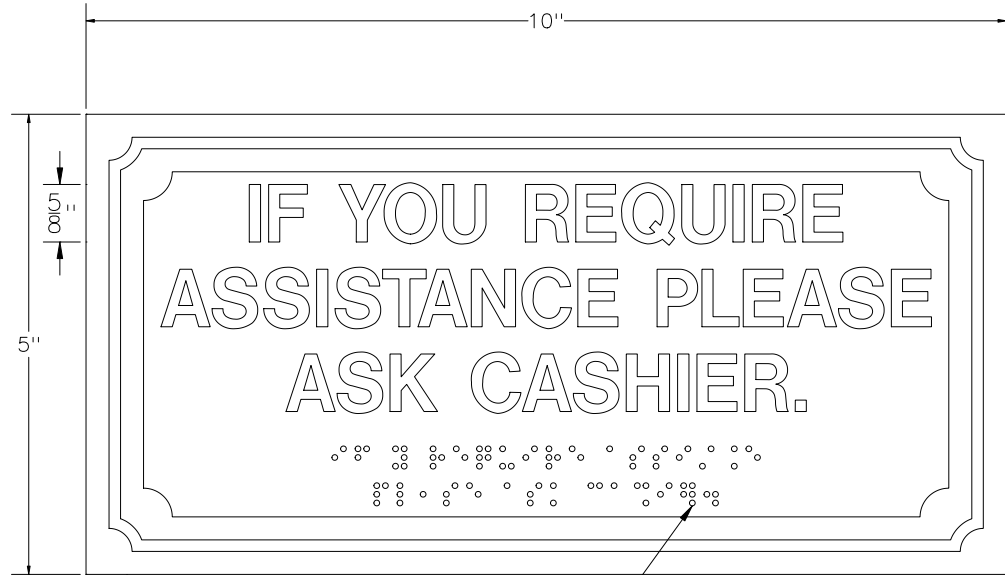 10"
IF YOU REQUIRE
5/8"
ASSISTANCE PLEASE
5"
ASK CASHIER.